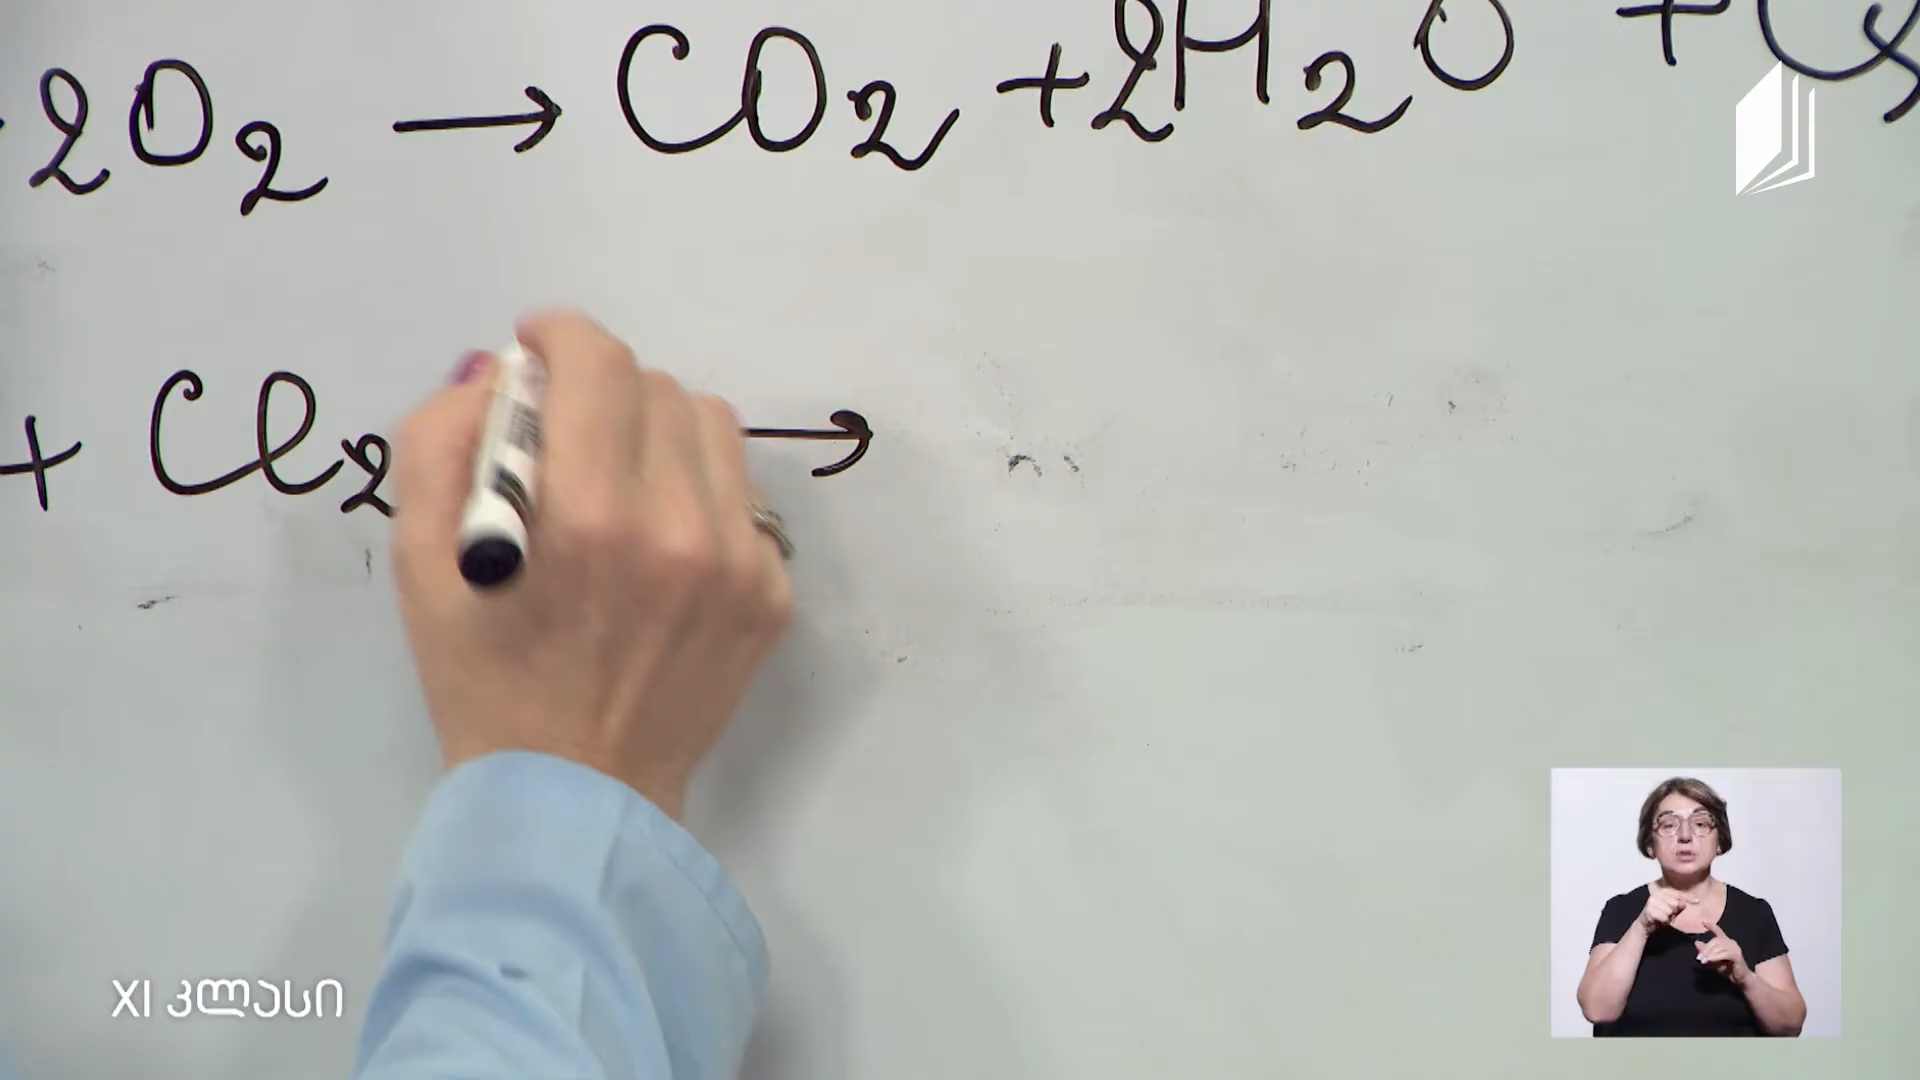 2O₂ → CO₂ + 2H₂O + Q
+ Cl₂ →
XI კლასი